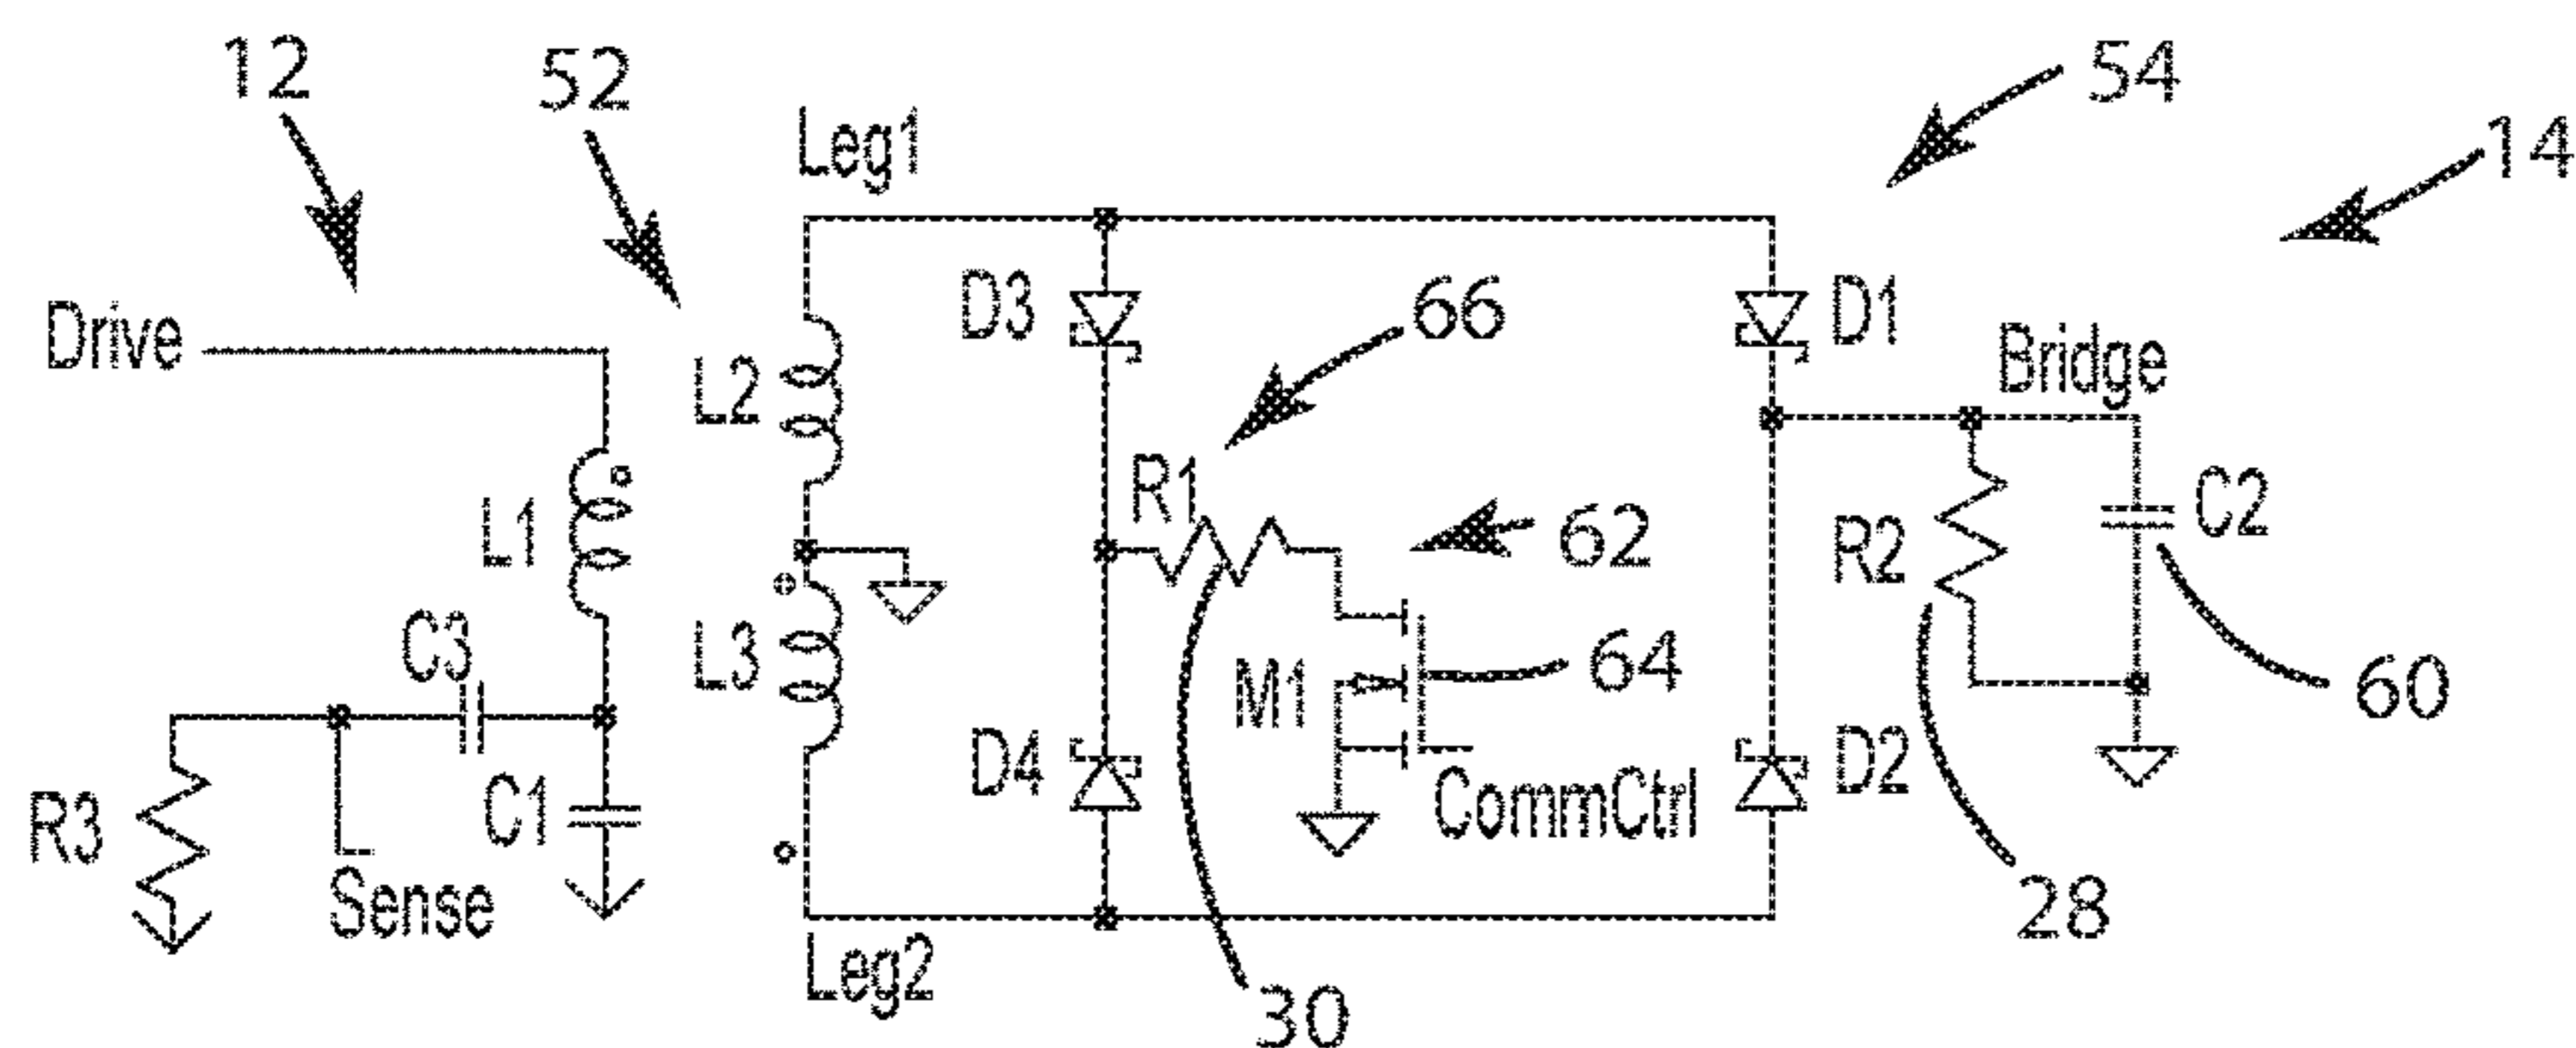 12
52
54
14
Leg1
Drive
L2
D3
66
D1
Bridge
R1
L1
62
R2
C2
C3
L3
M1
64
60
R3
C1
D4
CommCtrl
D2
Sense
28
Leg2
30